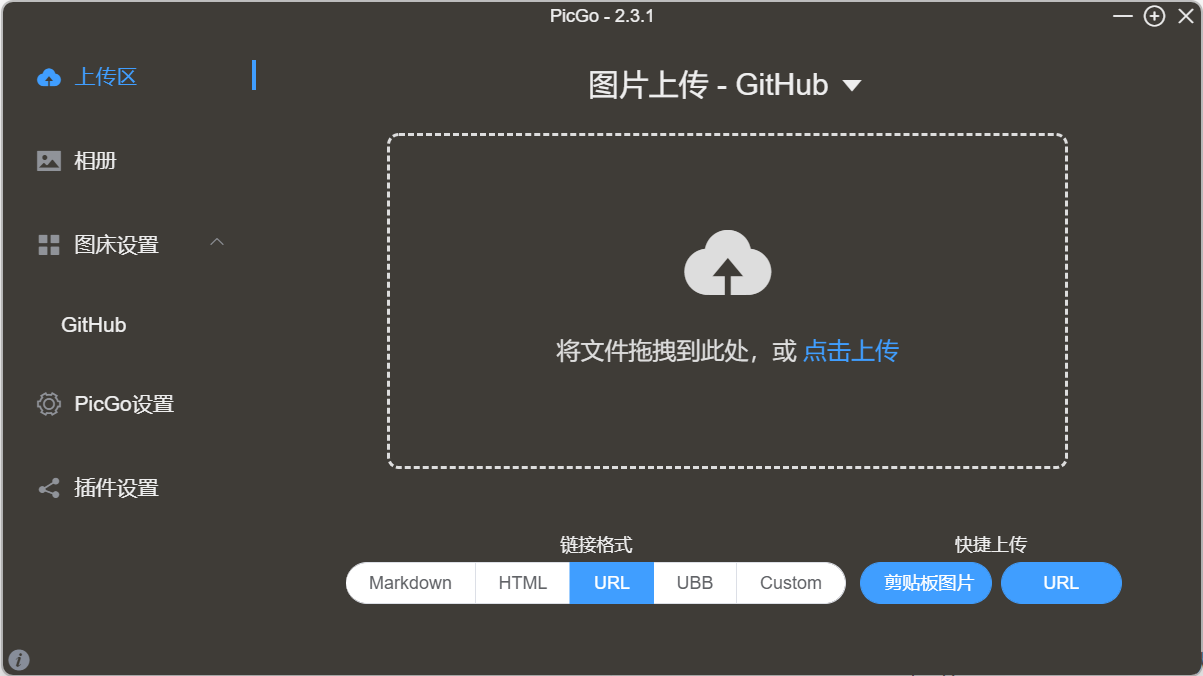 PicGo - 2.3.1
上传区
相册
图床设置
GitHub
PicGo设置
插件设置
图片上传 - GitHub
将文件拖拽到此处，或 点击上传
链接格式
Markdown HTML URL UBB Custom
快捷上传
剪贴板图片 URL